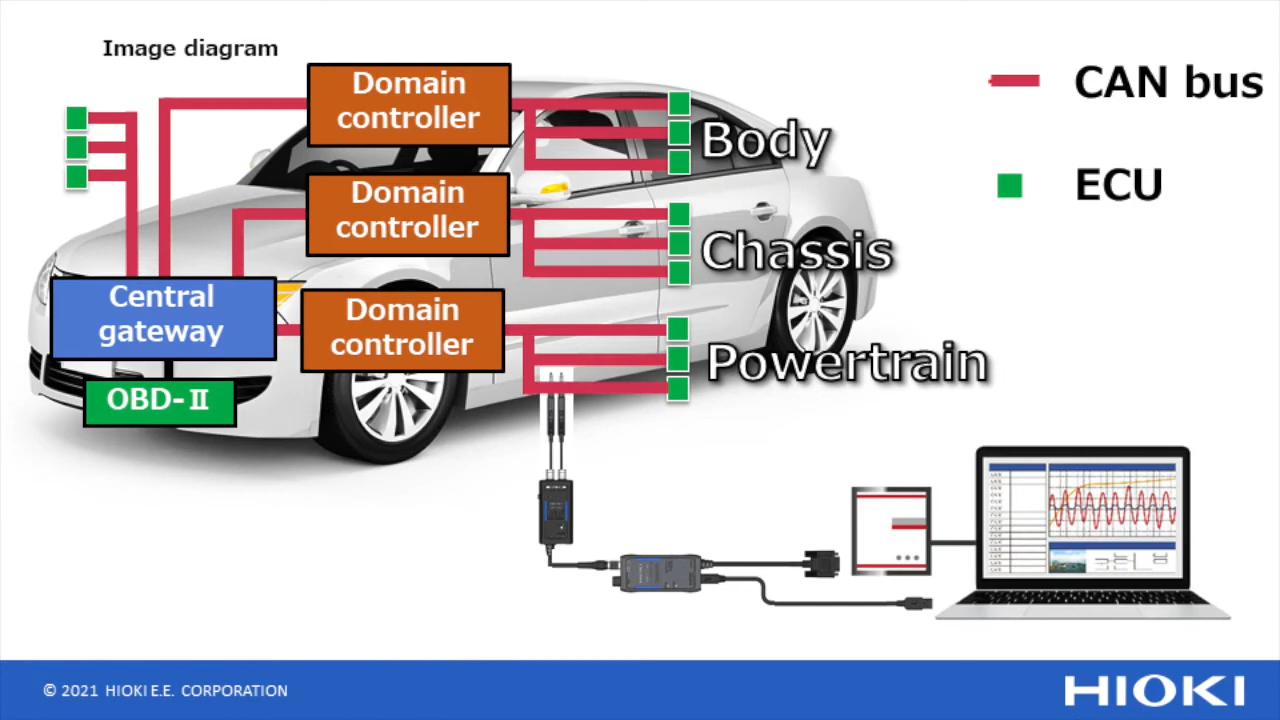 Image diagram
Domain
controller
CAN bus
Body
Domain
controller
ECU
Chassis
Central
gateway
Domain
controller
Powertrain
OBD-Ⅱ
© 2021 HIOKI E.E. CORPORATION
HIOKI